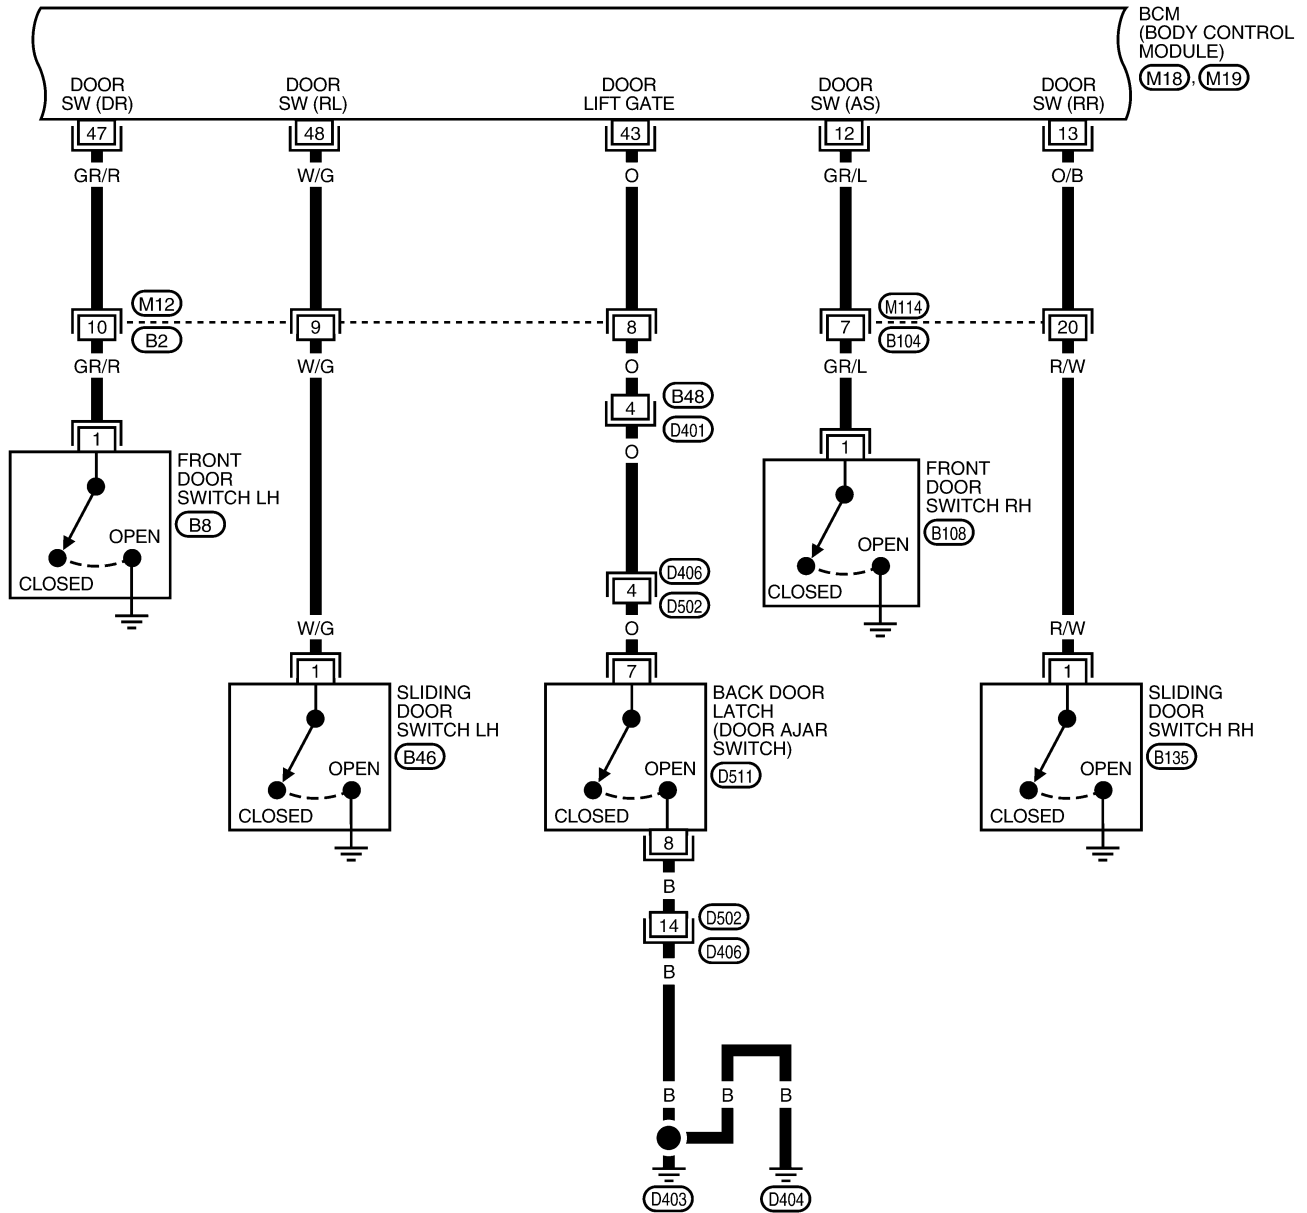 BCM
(BODY CONTROL
MODULE)
M18, M19
DOOR
SW (DR)
DOOR
SW (RL)
DOOR
LIFT GATE
DOOR
SW (AS)
DOOR
SW (RR)
47
48
43
12
13
GR/R
W/G
O
GR/L
O/B
M12
M114
10
9
8
7
20
B2
B104
GR/R
W/G
O
GR/L
R/W
4
B48
D401
1
O
1
FRONT
DOOR
SWITCH LH
B8
OPEN
CLOSED
FRONT
DOOR
SWITCH RH
B108
OPEN
CLOSED
4
D406
D502
W/G
O
R/W
1
7
1
SLIDING
DOOR
SWITCH LH
B46
OPEN
CLOSED
BACK DOOR
LATCH
(DOOR AJAR
SWITCH)
D511
OPEN
CLOSED
SLIDING
DOOR
SWITCH RH
B135
OPEN
CLOSED
8
B
14
D502
D406
B
B
B
B
D403
D404